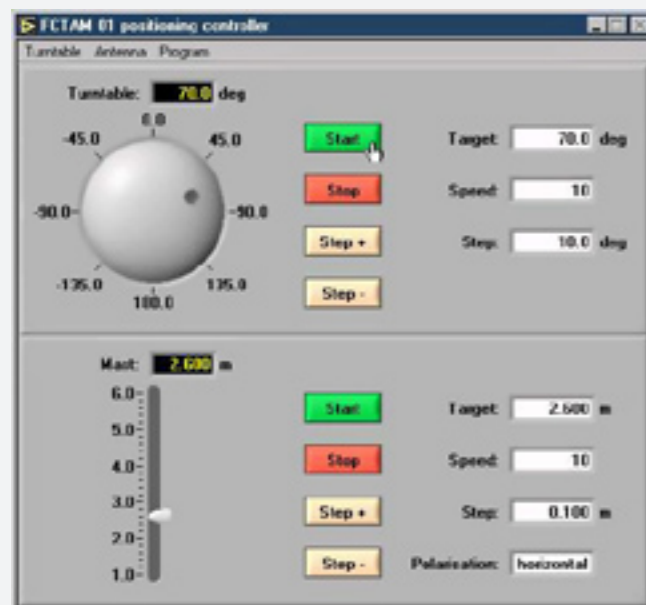 FCTAM 01 positioning controller
Turntable Antenna Program
Turntable: 70.0 deg
0.0
-45.0 45.0
-90.0 -90.0
-135.0 135.0
180.0
Start
Stop
Step +
Step -
Target: 70.0 deg
Speed: 10
Step: 10.0 deg
Mast: 2.600 m
6.0
5.0
4.0
3.0
2.0
1.0
Start
Stop
Step +
Step -
Target: 2.600 m
Speed: 10
Step: 0.100 m
Polarisation: horizontal